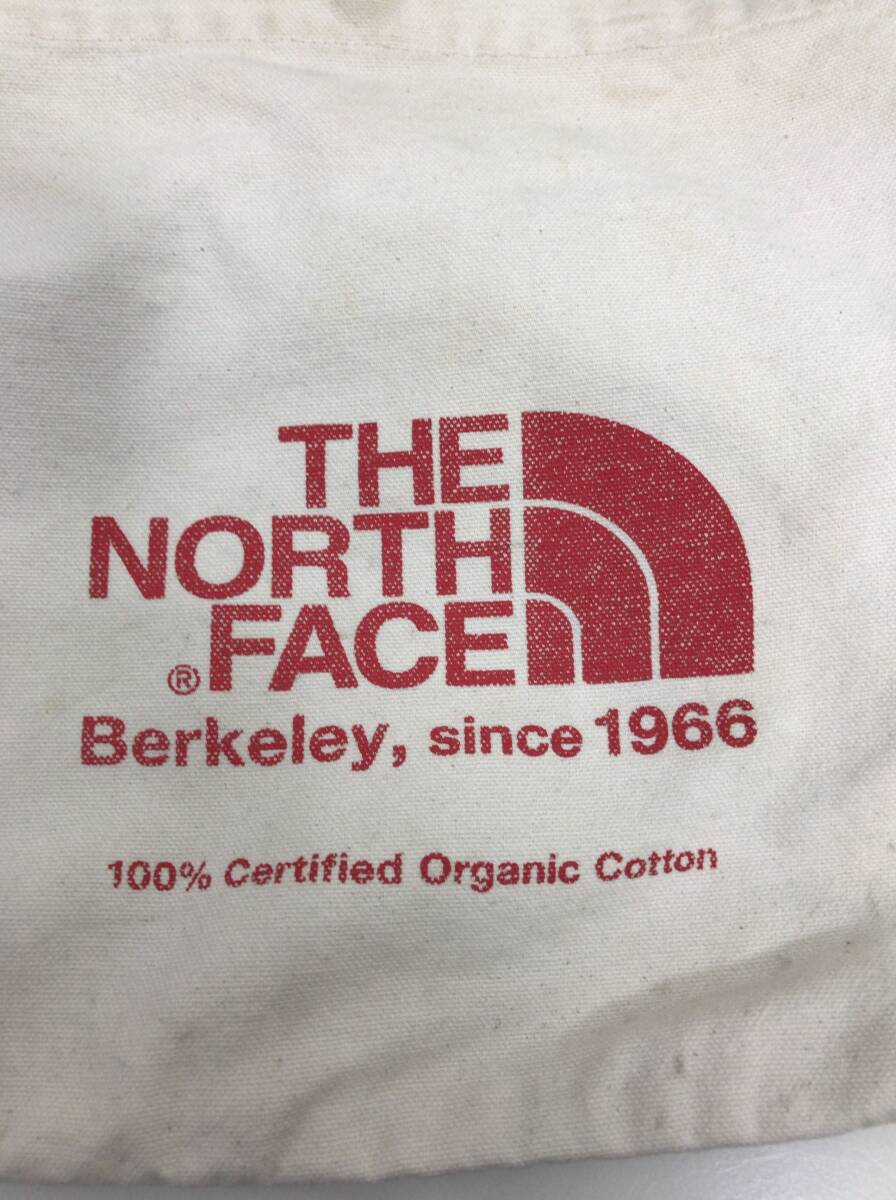 THE
NORTH
® FACE
Berkeley, since 1966
100% Certified Organic Cotton